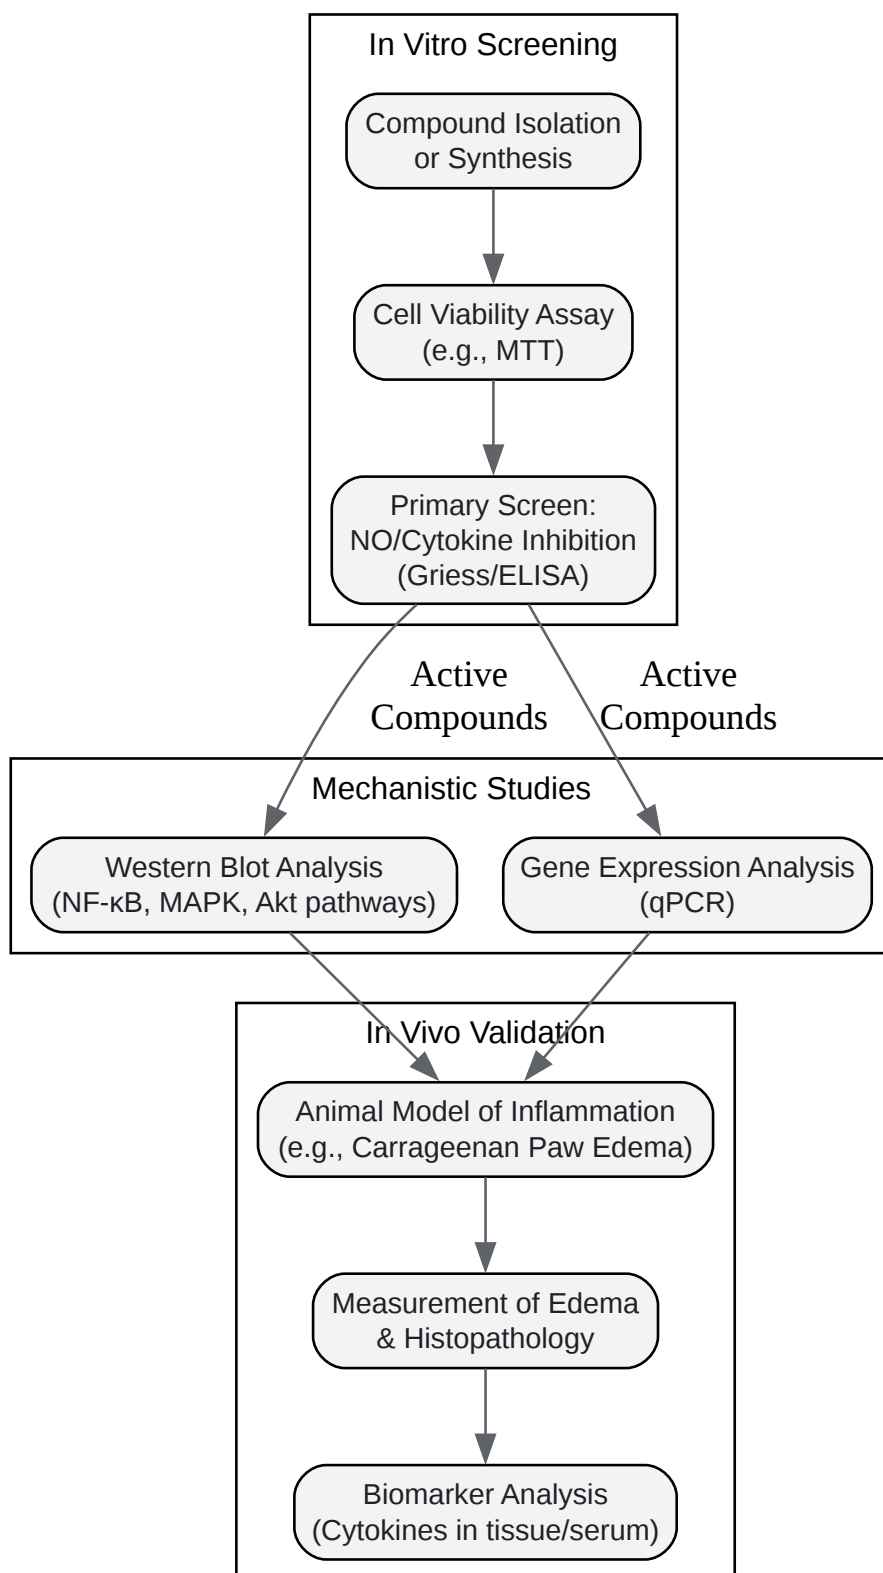 In Vitro Screening
Compound Isolation
or Synthesis
Cell Viability Assay
(e.g., MTT)
Primary Screen:
NO/Cytokine Inhibition
(Griess/ELISA)
Active
Compounds
Active
Compounds
Mechanistic Studies
Western Blot Analysis
(NF-κB, MAPK, Akt pathways)
Gene Expression Analysis
(qPCR)
In Vivo Validation
Animal Model of Inflammation
(e.g., Carrageenan Paw Edema)
Measurement of Edema
& Histopathology
Biomarker Analysis
(Cytokines in tissue/serum)